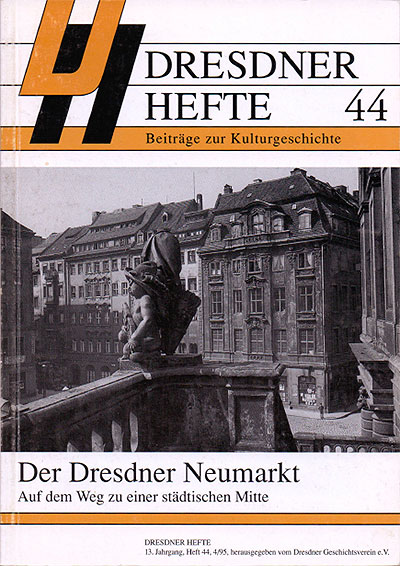 DRESDNER
HEFTE 44
Beiträge zur Kulturgeschichte
Der Dresdner Neumarkt
Auf dem Weg zu einer städtischen Mitte
DRESDNER HEFTE
13. Jahrgang, Heft 44, 4/95, herausgegeben vom Dresdner Geschichtsverein e.V.